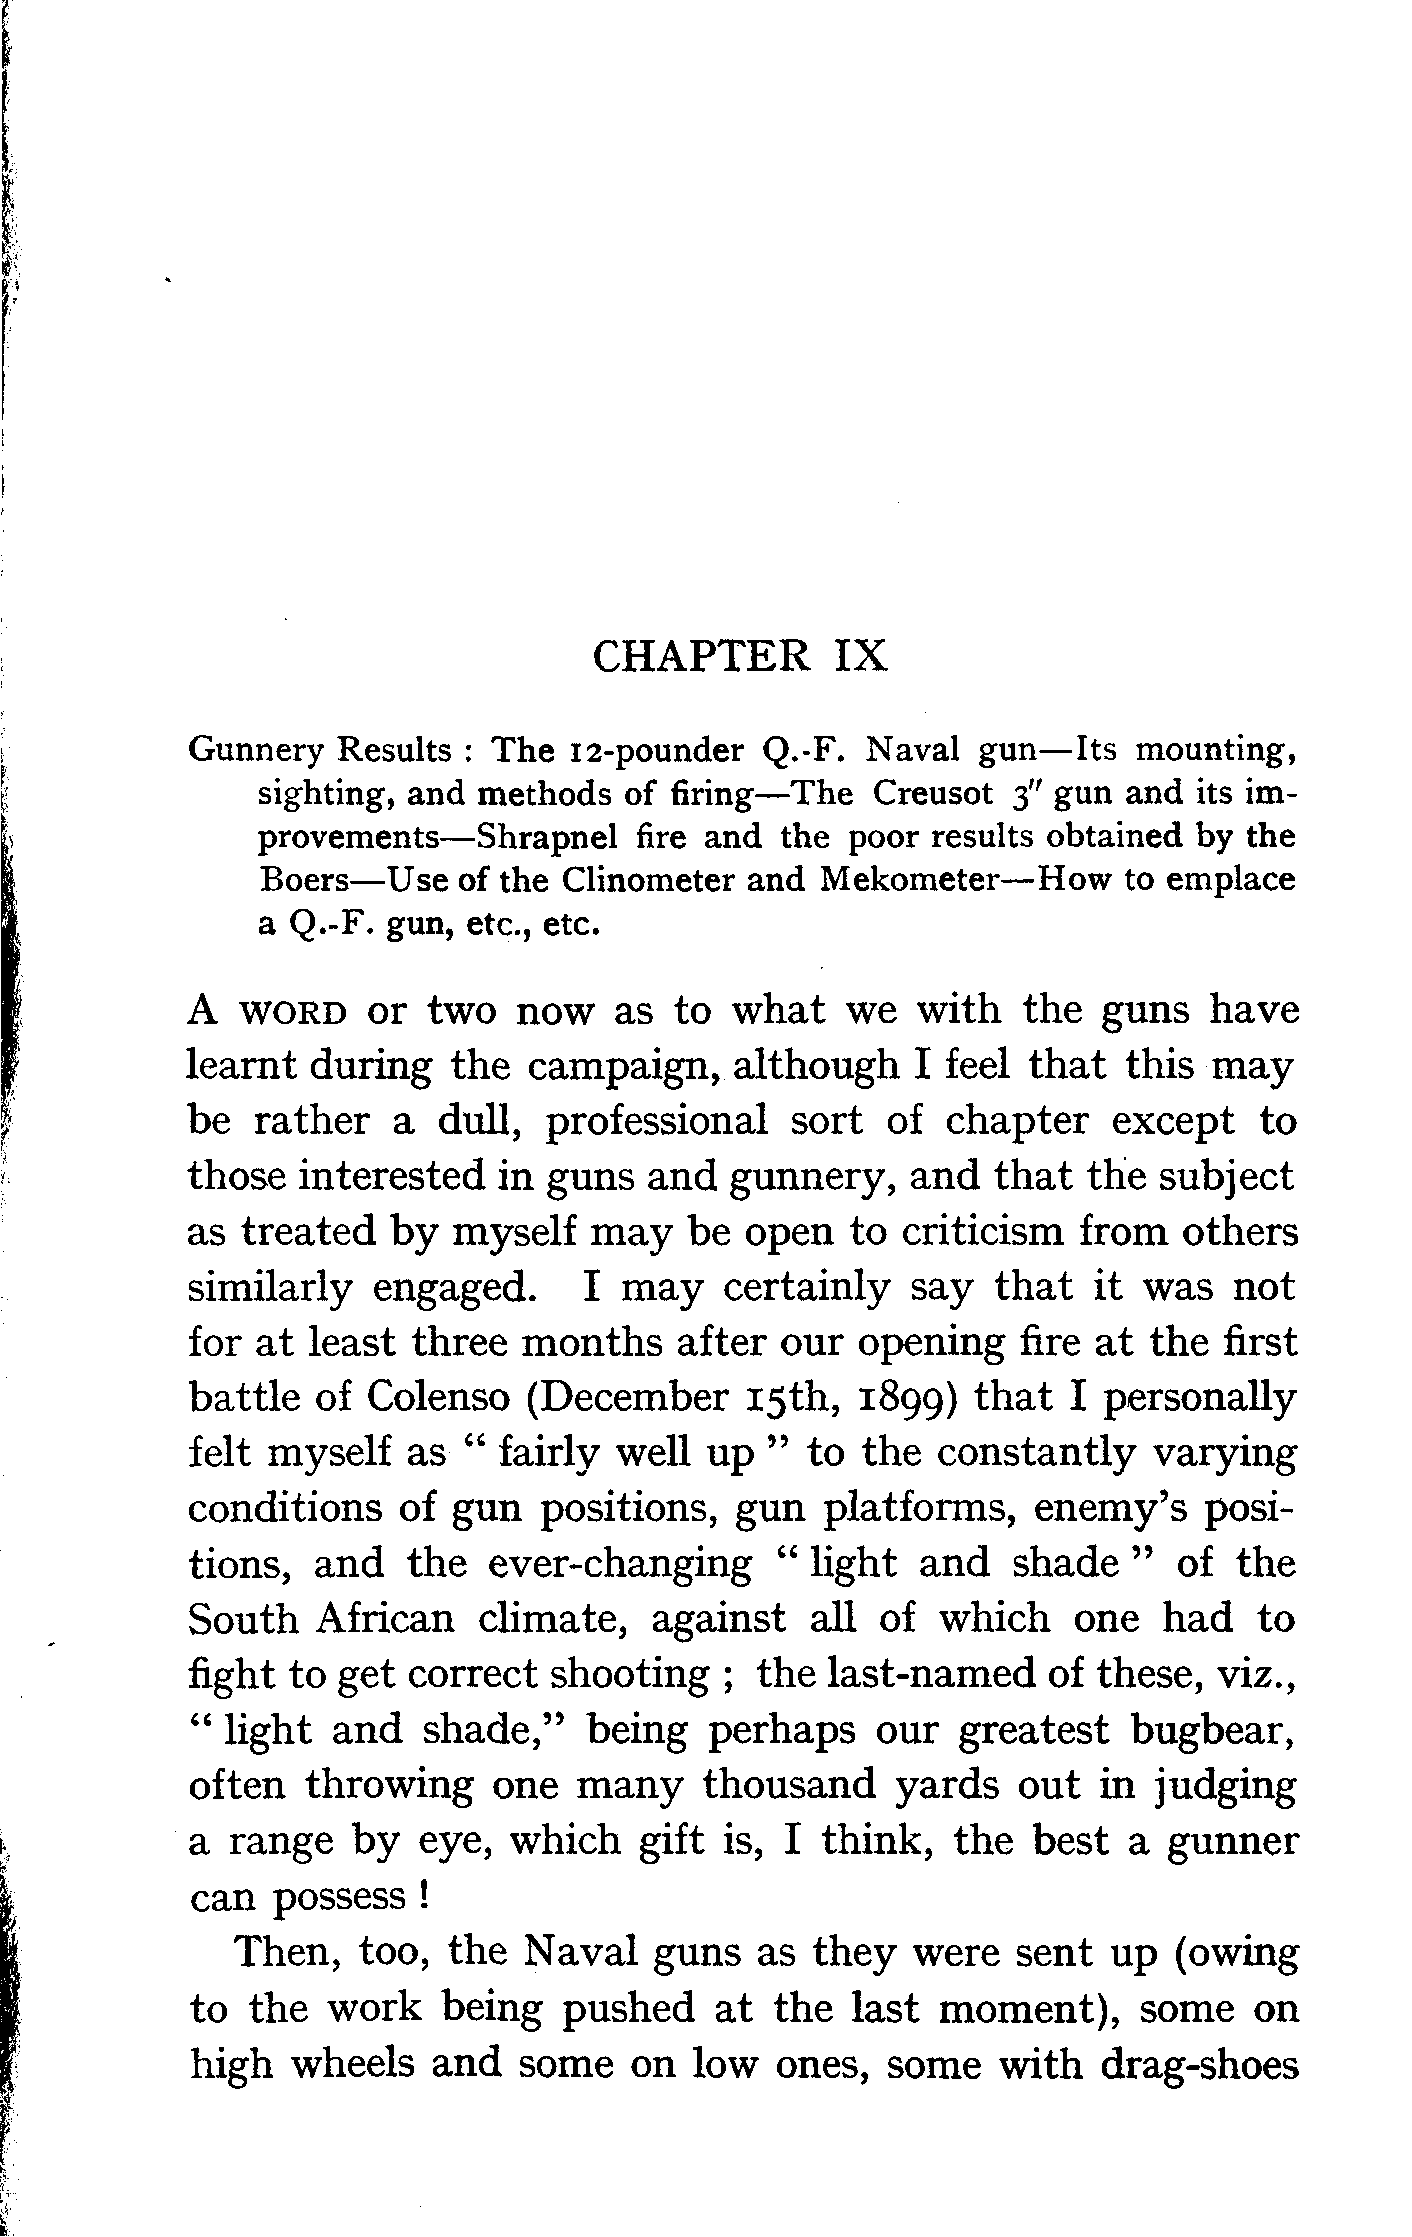 CHAPTER IX
Gunnery Results : The 12-pounder Q.-F. Naval gun—Its mounting,
sighting, and methods of firing—The Creusot 3″ gun and its im-
provements—Shrapnel fire and the poor results obtained by the
Boers—Use of the Clinometer and Mekometer—How to emplace
a Q.-F. gun, etc., etc.
A WORD or two now as to what we with the guns have
learnt during the campaign, although I feel that this may
be rather a dull, professional sort of chapter except to
those interested in guns and gunnery, and that the subject
as treated by myself may be open to criticism from others
similarly engaged. I may certainly say that it was not
for at least three months after our opening fire at the first
battle of Colenso (December 15th, 1899) that I personally
felt myself as “ fairly well up ” to the constantly varying
conditions of gun positions, gun platforms, enemy’s posi-
tions, and the ever-changing “ light and shade ” of the
South African climate, against all of which one had to
fight to get correct shooting ; the last-named of these, viz.,
“ light and shade,” being perhaps our greatest bugbear,
often throwing one many thousand yards out in judging
a range by eye, which gift is, I think, the best a gunner
can possess !
Then, too, the Naval guns as they were sent up (owing
to the work being pushed at the last moment), some on
high wheels and some on low ones, some with drag-shoes